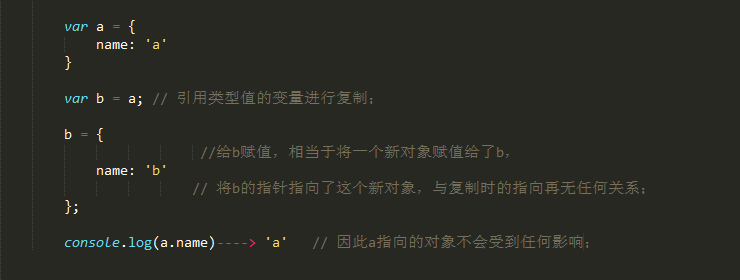 var a = {
name: 'a'
}
var b = a; // 引用类型值的变量进行复制;
b = {
//给b赋值，相当于将一个新对象赋值给了b，
name: 'b'
// 将b的指针指向了这个新对象，与复制时的指向再无任何关系;
};
console.log(a.name)----> 'a' // 因此a指向的对象不会受到任何影响;